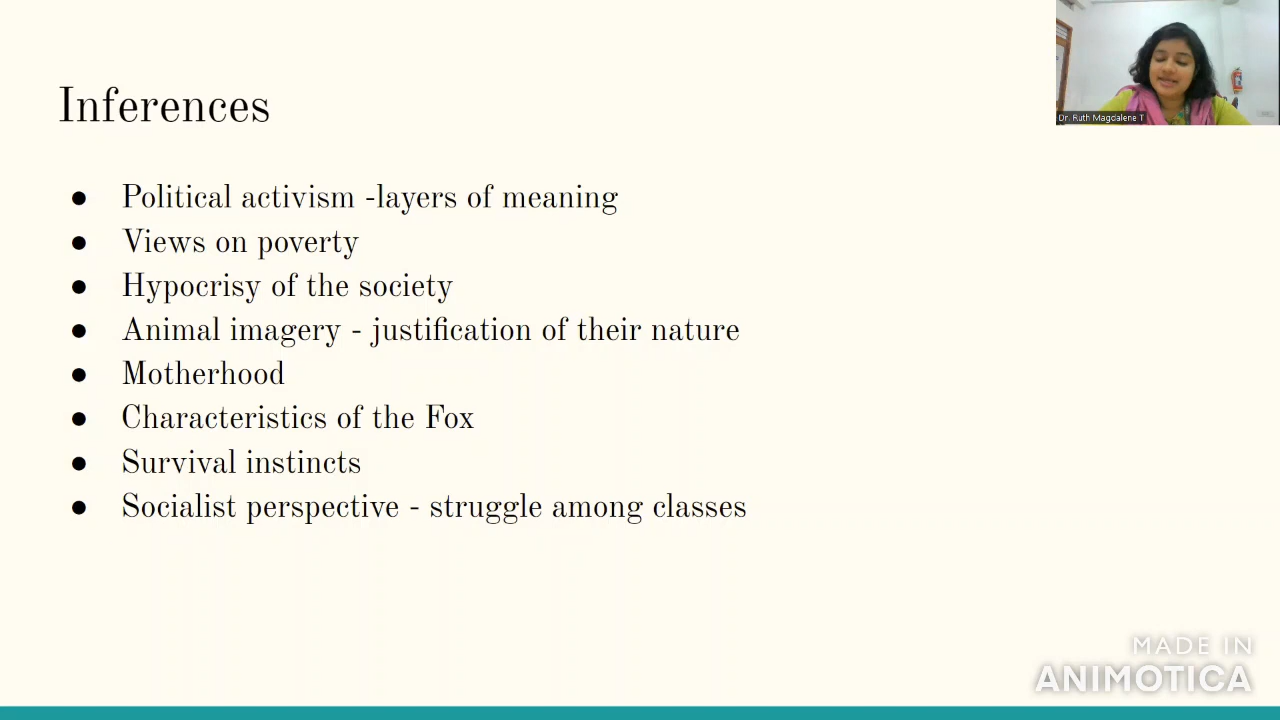 Inferences
Dr. Ruth Magdalene T
● Political activism -layers of meaning
● Views on poverty
● Hypocrisy of the society
● Animal imagery - justification of their nature
● Motherhood
● Characteristics of the Fox
● Survival instincts
● Socialist perspective - struggle among classes
MADE IN
ANIMOTICA